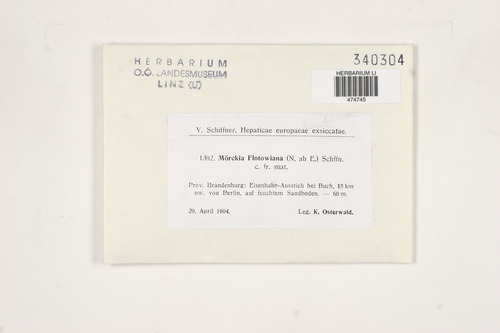 HERBARIUM
O.Ö. LANDESMUSEUM
LINZ (U)
340304
HERBARIUM LI
474745
V. Schiffner, Hepaticae europaeae exsiccatae.
1302. Mörckia Flotowiana (N. ab E.) Schffn.
c. fr. mat.
Prov. Brandenburg: Eisenbahn-Ausstich bei Buch, 15 km
nw. von Berlin, auf feuchtem Sandboden. — 60 m.
20. April 1904. Leg. K. Osterwald.